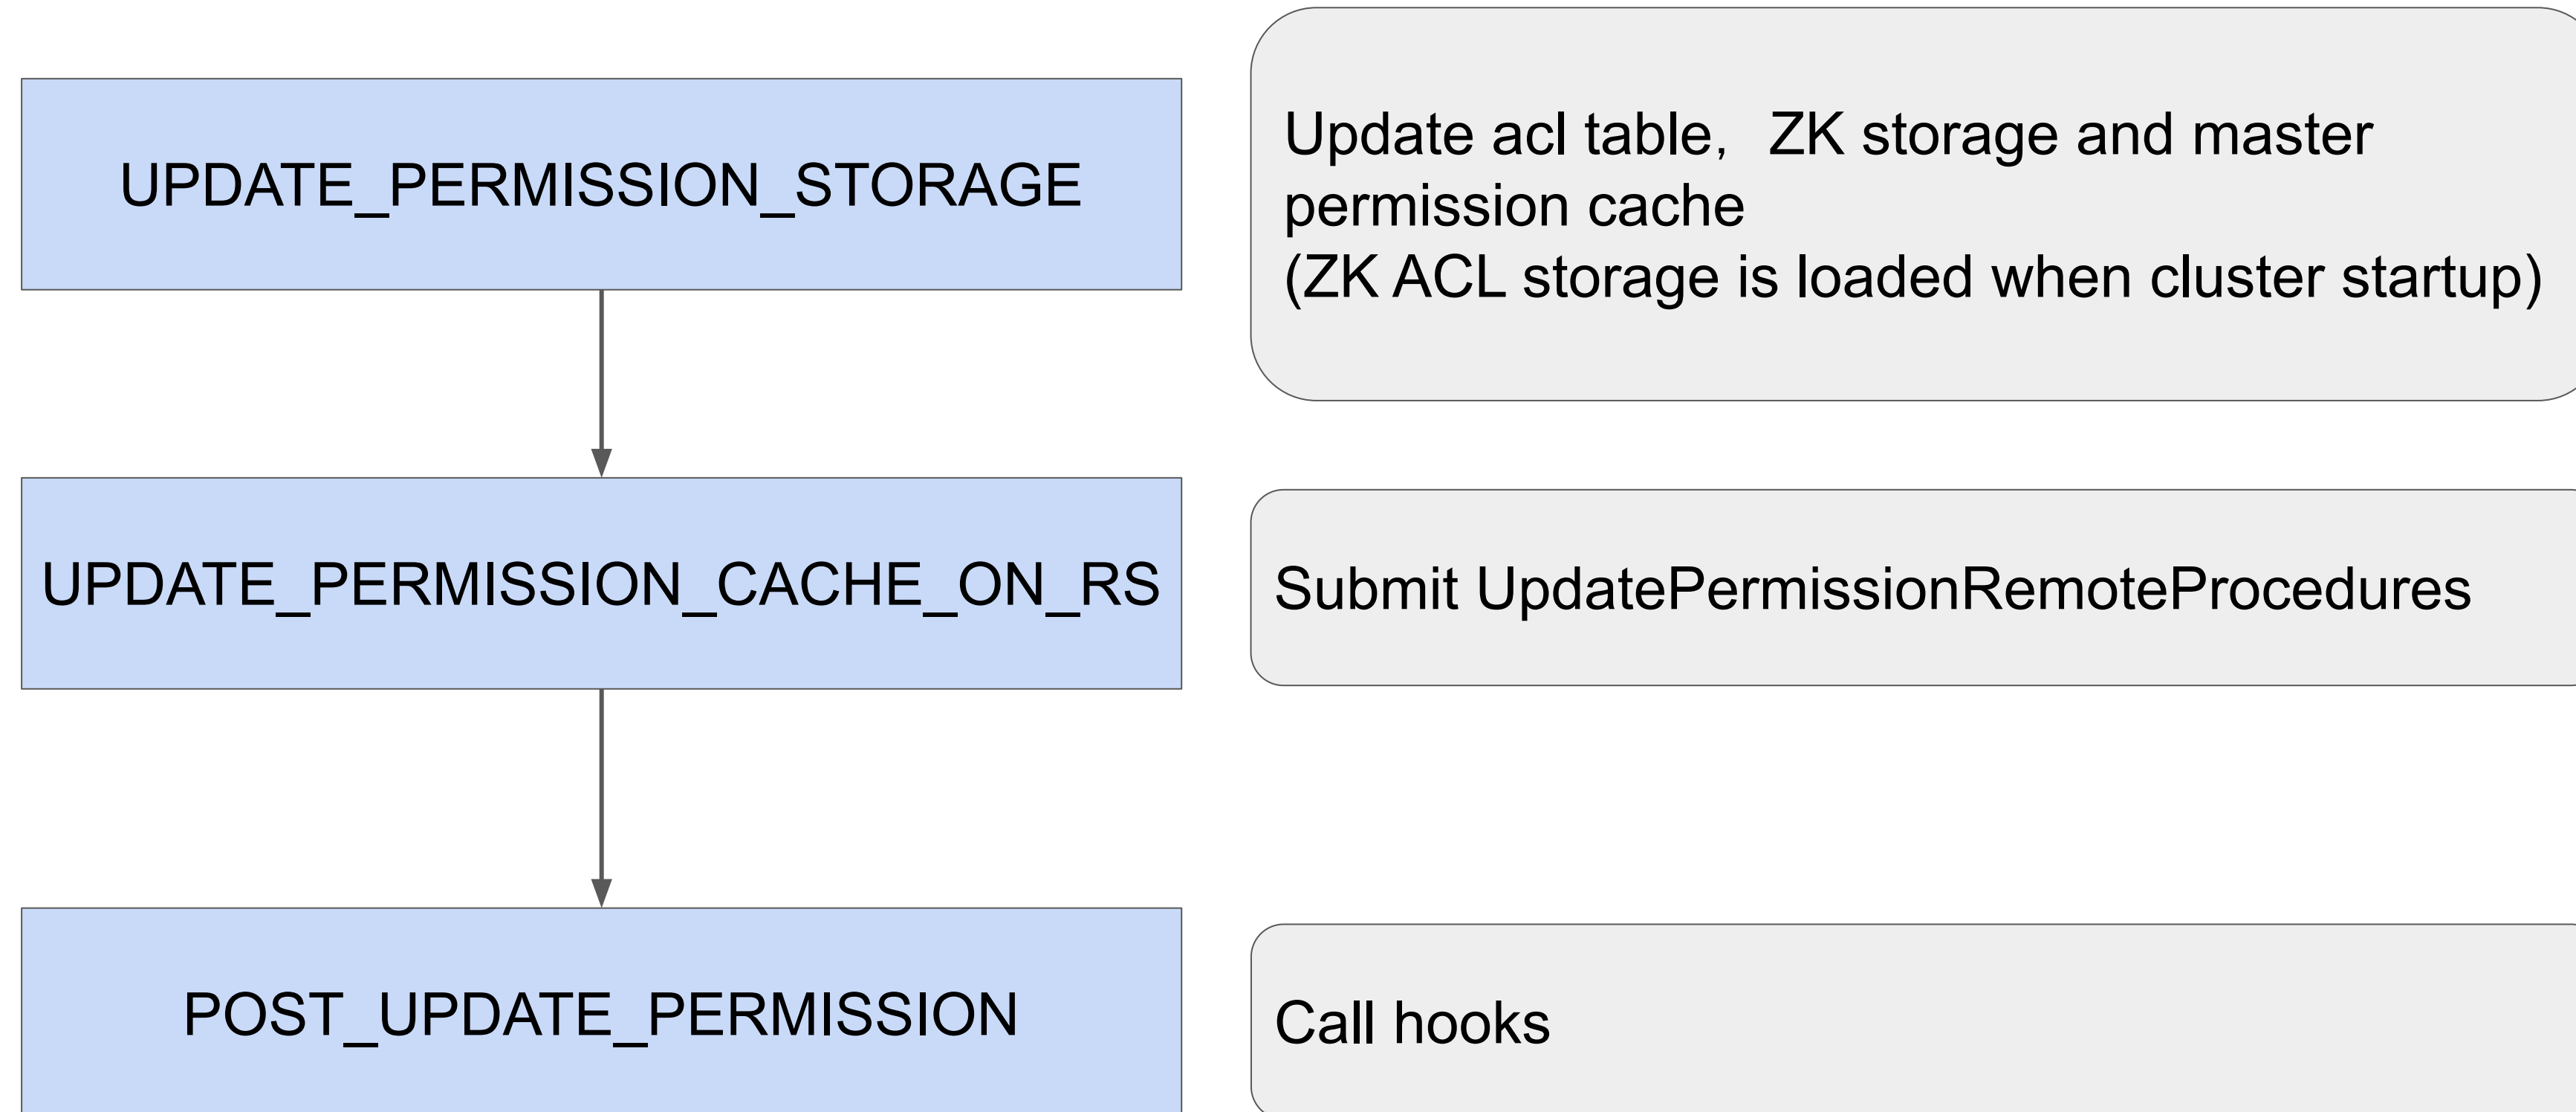 UPDATE_PERMISSION_STORAGE
Update acl table,  ZK storage and master
permission cache
(ZK ACL storage is loaded when cluster startup)
UPDATE_PERMISSION_CACHE_ON_RS
Submit UpdatePermissionRemoteProcedures
POST_UPDATE_PERMISSION
Call hooks